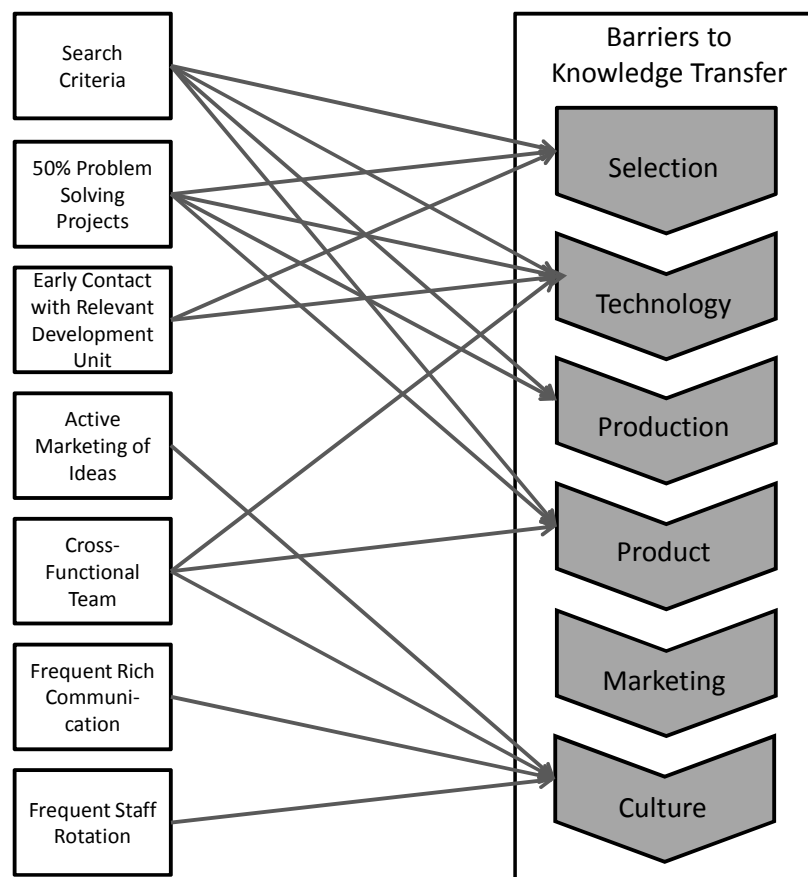 Search
Criteria
50% Problem
Solving
Projects
Early Contact
with Relevant
Development
Unit
Active
Marketing of
Ideas
Cross-
Functional
Team
Frequent Rich
Communi-
cation
Frequent Staff
Rotation
Barriers to
Knowledge Transfer
Selection
Technology
Production
Product
Marketing
Culture